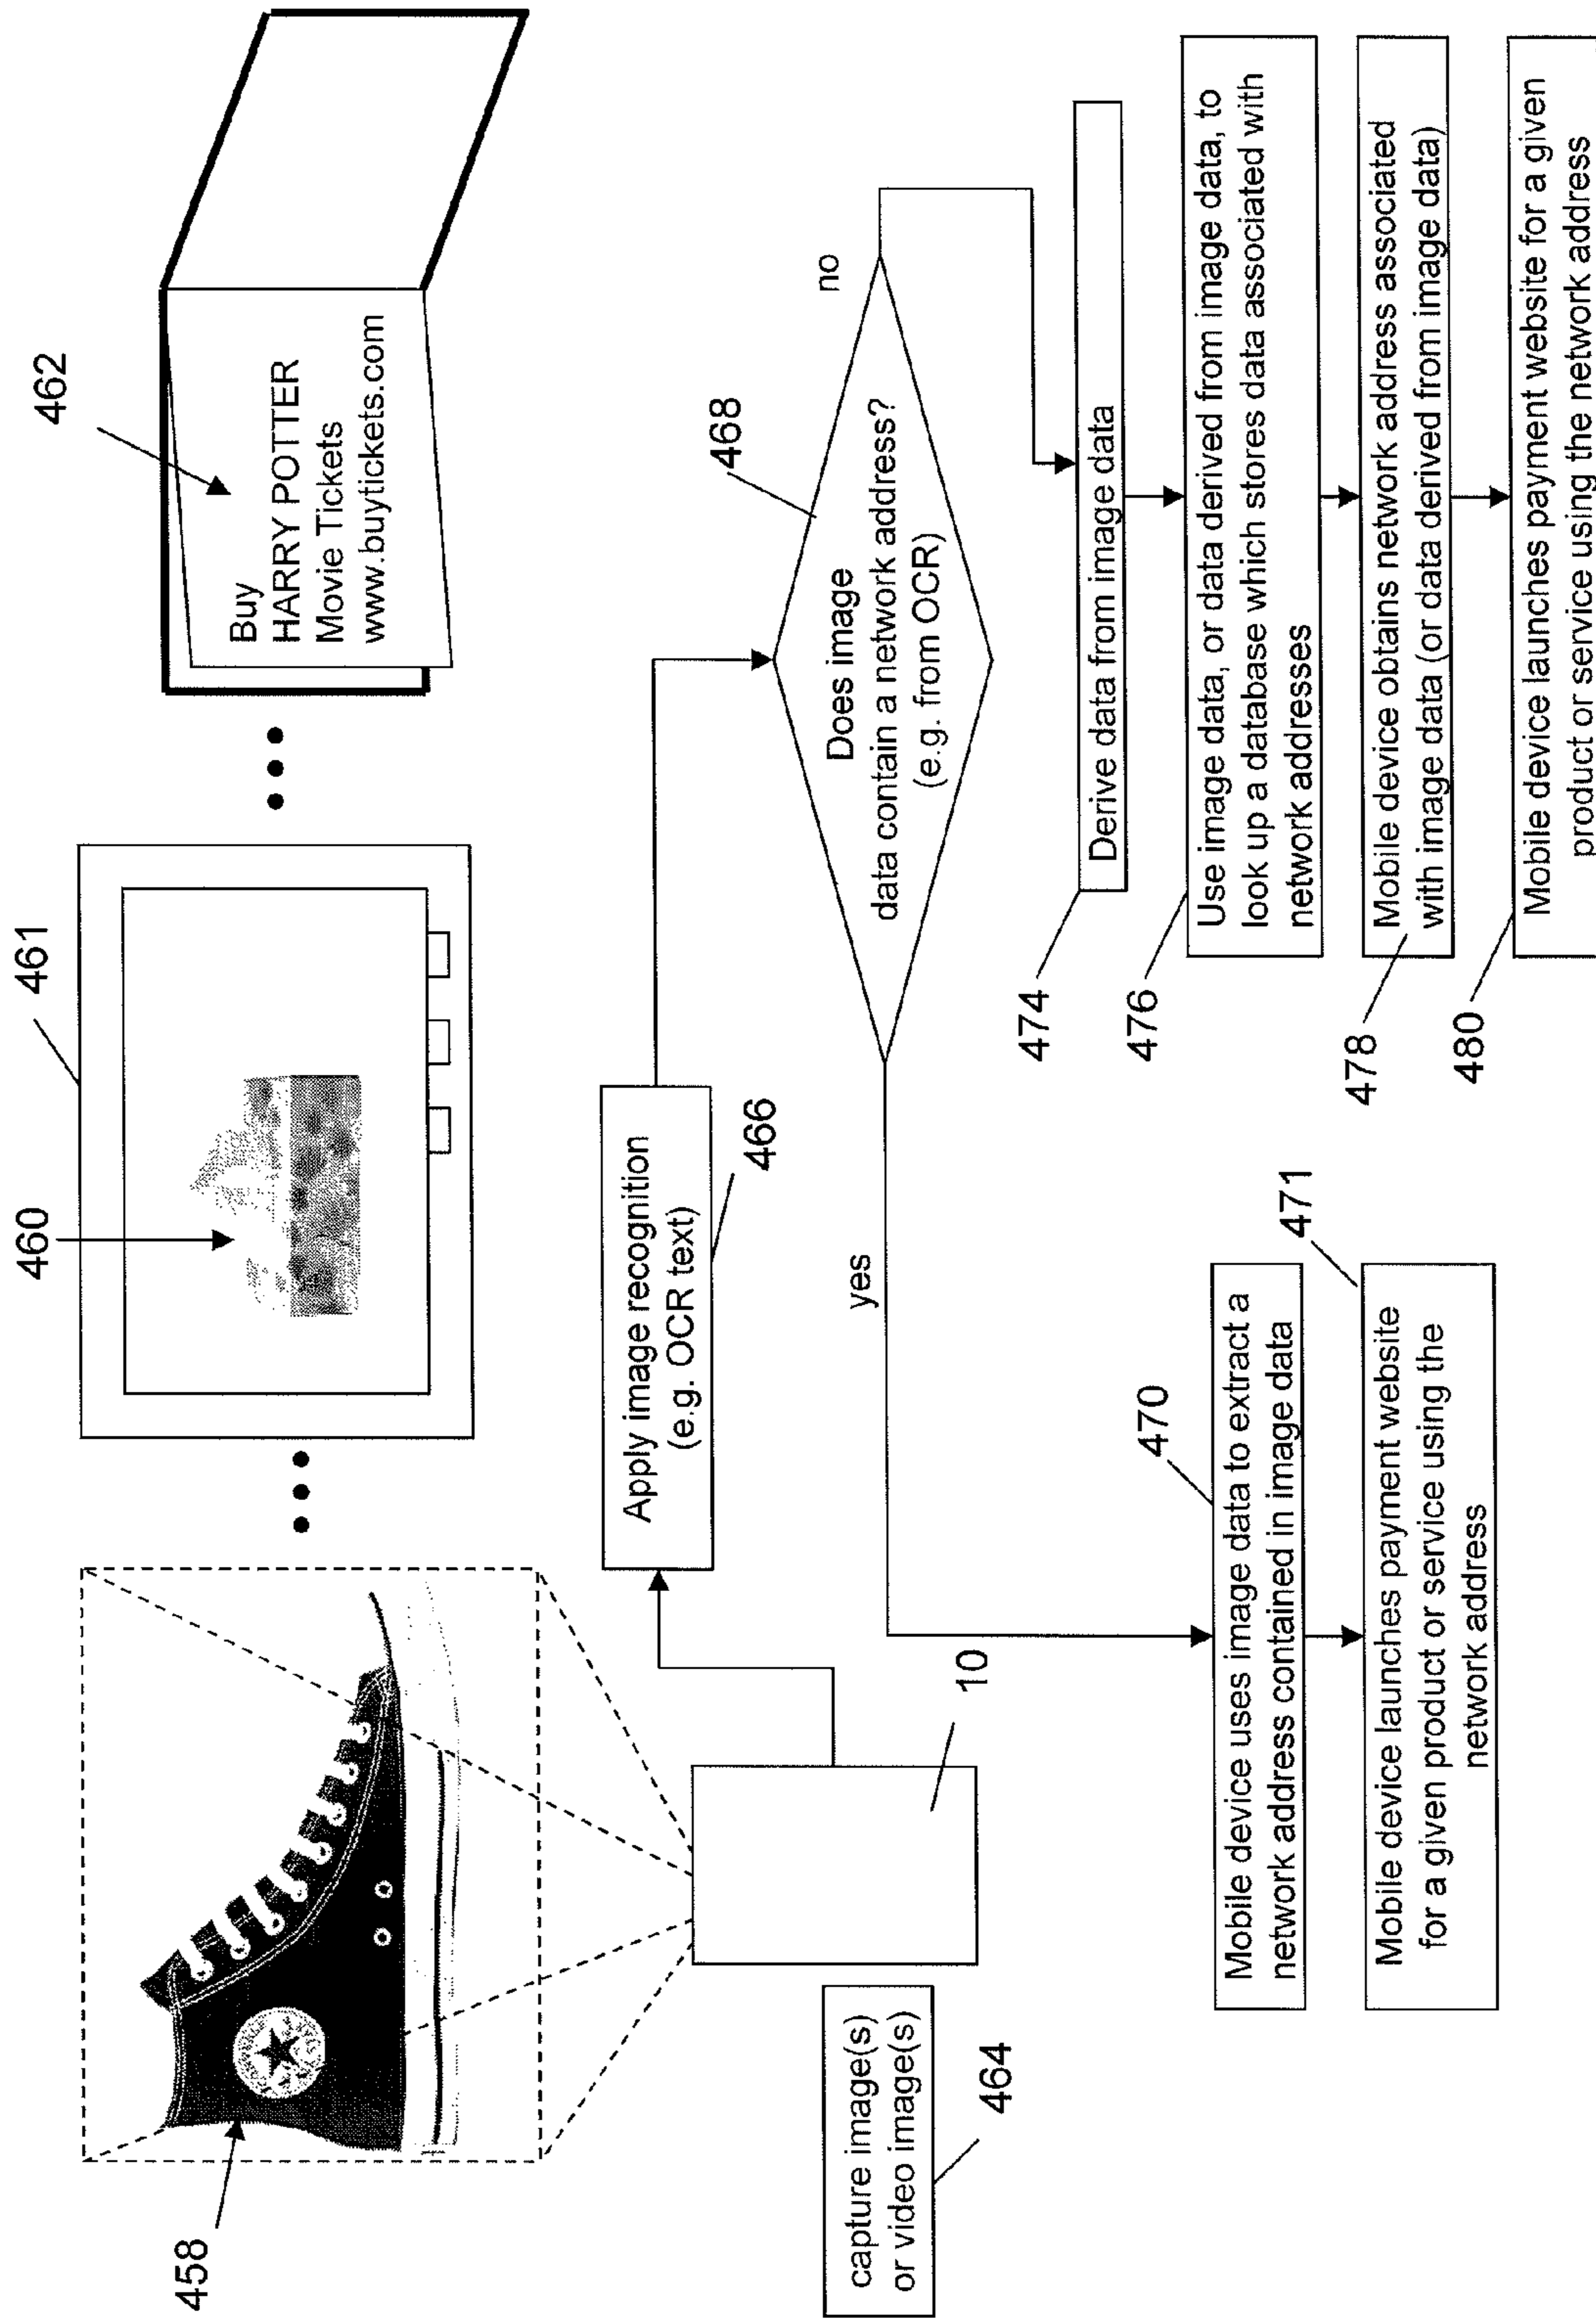 458
460
461
462
Buy
HARRY POTTER
Movie Tickets
www.buytickets.com
capture image(s)
or video image(s)
464
10
Apply image recognition
(e.g. OCR text)
466
Does image
data contain a network address?
(e.g. from OCR)
468
yes
no
470
Mobile device uses image data to extract a
network address contained in image data
471
Mobile device launches payment website
for a given product or service using the
network address
474
Derive data from image data
476
Use image data, or data derived from image data, to
look up a database which stores data associated with
network addresses
478
Mobile device obtains network address associated
with image data (or data derived from image data)
480
Mobile device launches payment website for a given
product or service using the network address